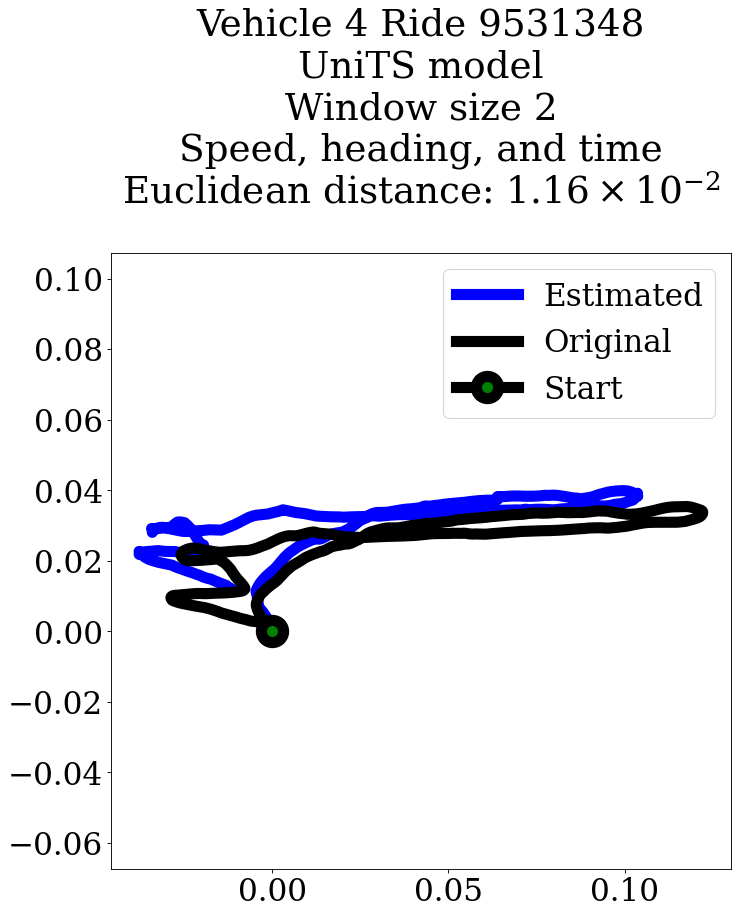 Vehicle 4 Ride 9531348
UniTS model
Window size 2
Speed, heading, and time
Euclidean distance: 1.16 × 10⁻²
Estimated
Original
Start
0.10
0.08
0.06
0.04
0.02
0.00
−0.02
−0.04
−0.06
0.00 0.05 0.10